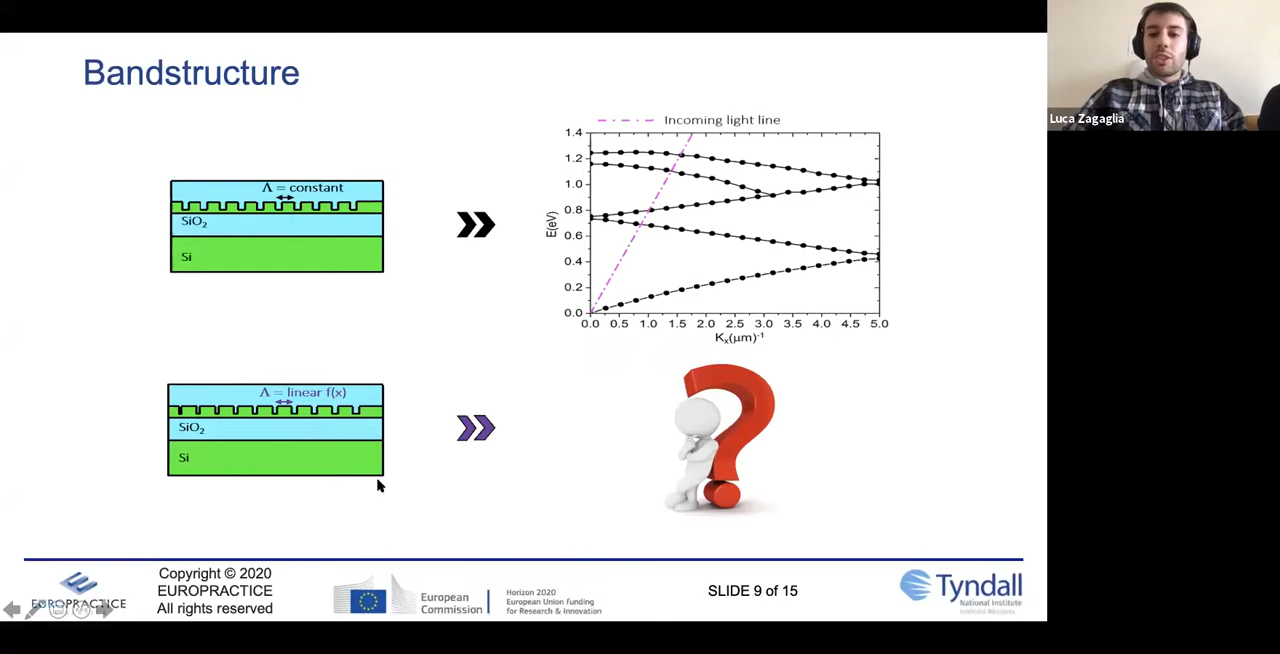 Bandstructure
Luca Zagaglia
Λ = constant
SiO₂
Si
Incoming light line
1.4
1.2
1.0
0.8
0.6
0.4
0.2
0.0
E(eV)
0.0 0.5 1.0 1.5 2.0 2.5 3.0 3.5 4.0 4.5 5.0
Kₓ(μm)⁻¹
Λ = linear f(x)
SiO₂
Si
EUROPRACTICE
Copyright © 2020
EUROPRACTICE
All rights reserved
European
Commission
Horizon 2020
European Union funding
for Research & Innovation
SLIDE 9 of 15
Tyndall
National Institute